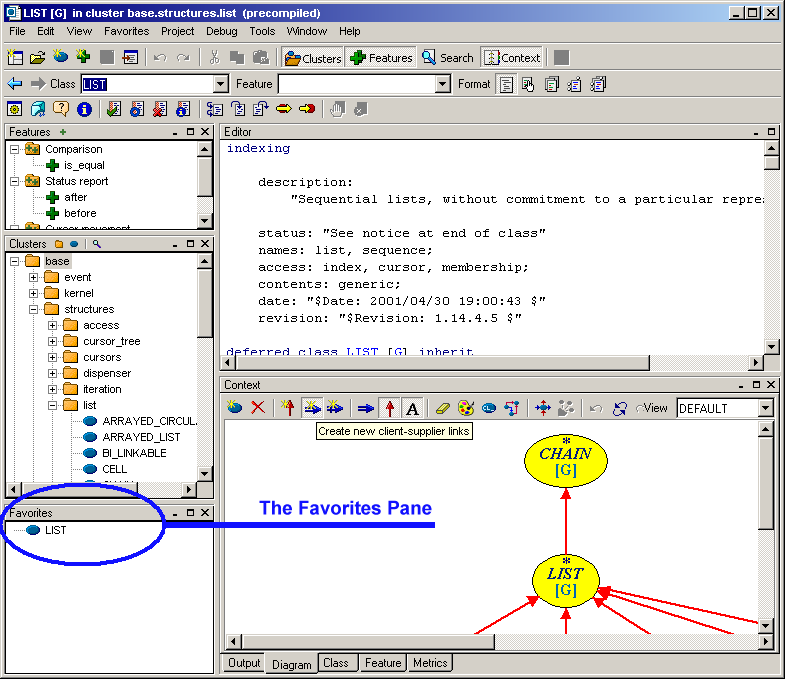 LIST [G] in cluster base.structures.list (precompiled)
File Edit View Favorites Project Debug Tools Window Help
Clusters Features Search Context
Class LIST Feature Format
Features
Comparison
is_equal
Status report
after
before
Cursor movement
Clusters
base
event
kernel
structures
access
cursor_tree
cursors
dispenser
iteration
list
ARRAYED_CIRCUL
ARRAYED_LIST
BI_LINKABLE
CELL
Favorites
LIST
The Favorites Pane
Editor
indexing
description:
"Sequential lists, without commitment to a particular repre
status: "See notice at end of class"
names: list, sequence;
access: index, cursor, membership;
contents: generic;
date: "$Date: 2001/04/30 19:00:43 $"
revision: "$Revision: 1.14.4.5 $"
deferred class LIST [G] inherit
Context
A CL View DEFAULT
Create new client-supplier links
*
CHAIN
[G]
*
LIST
[G]
Output Diagram Class Feature Metrics